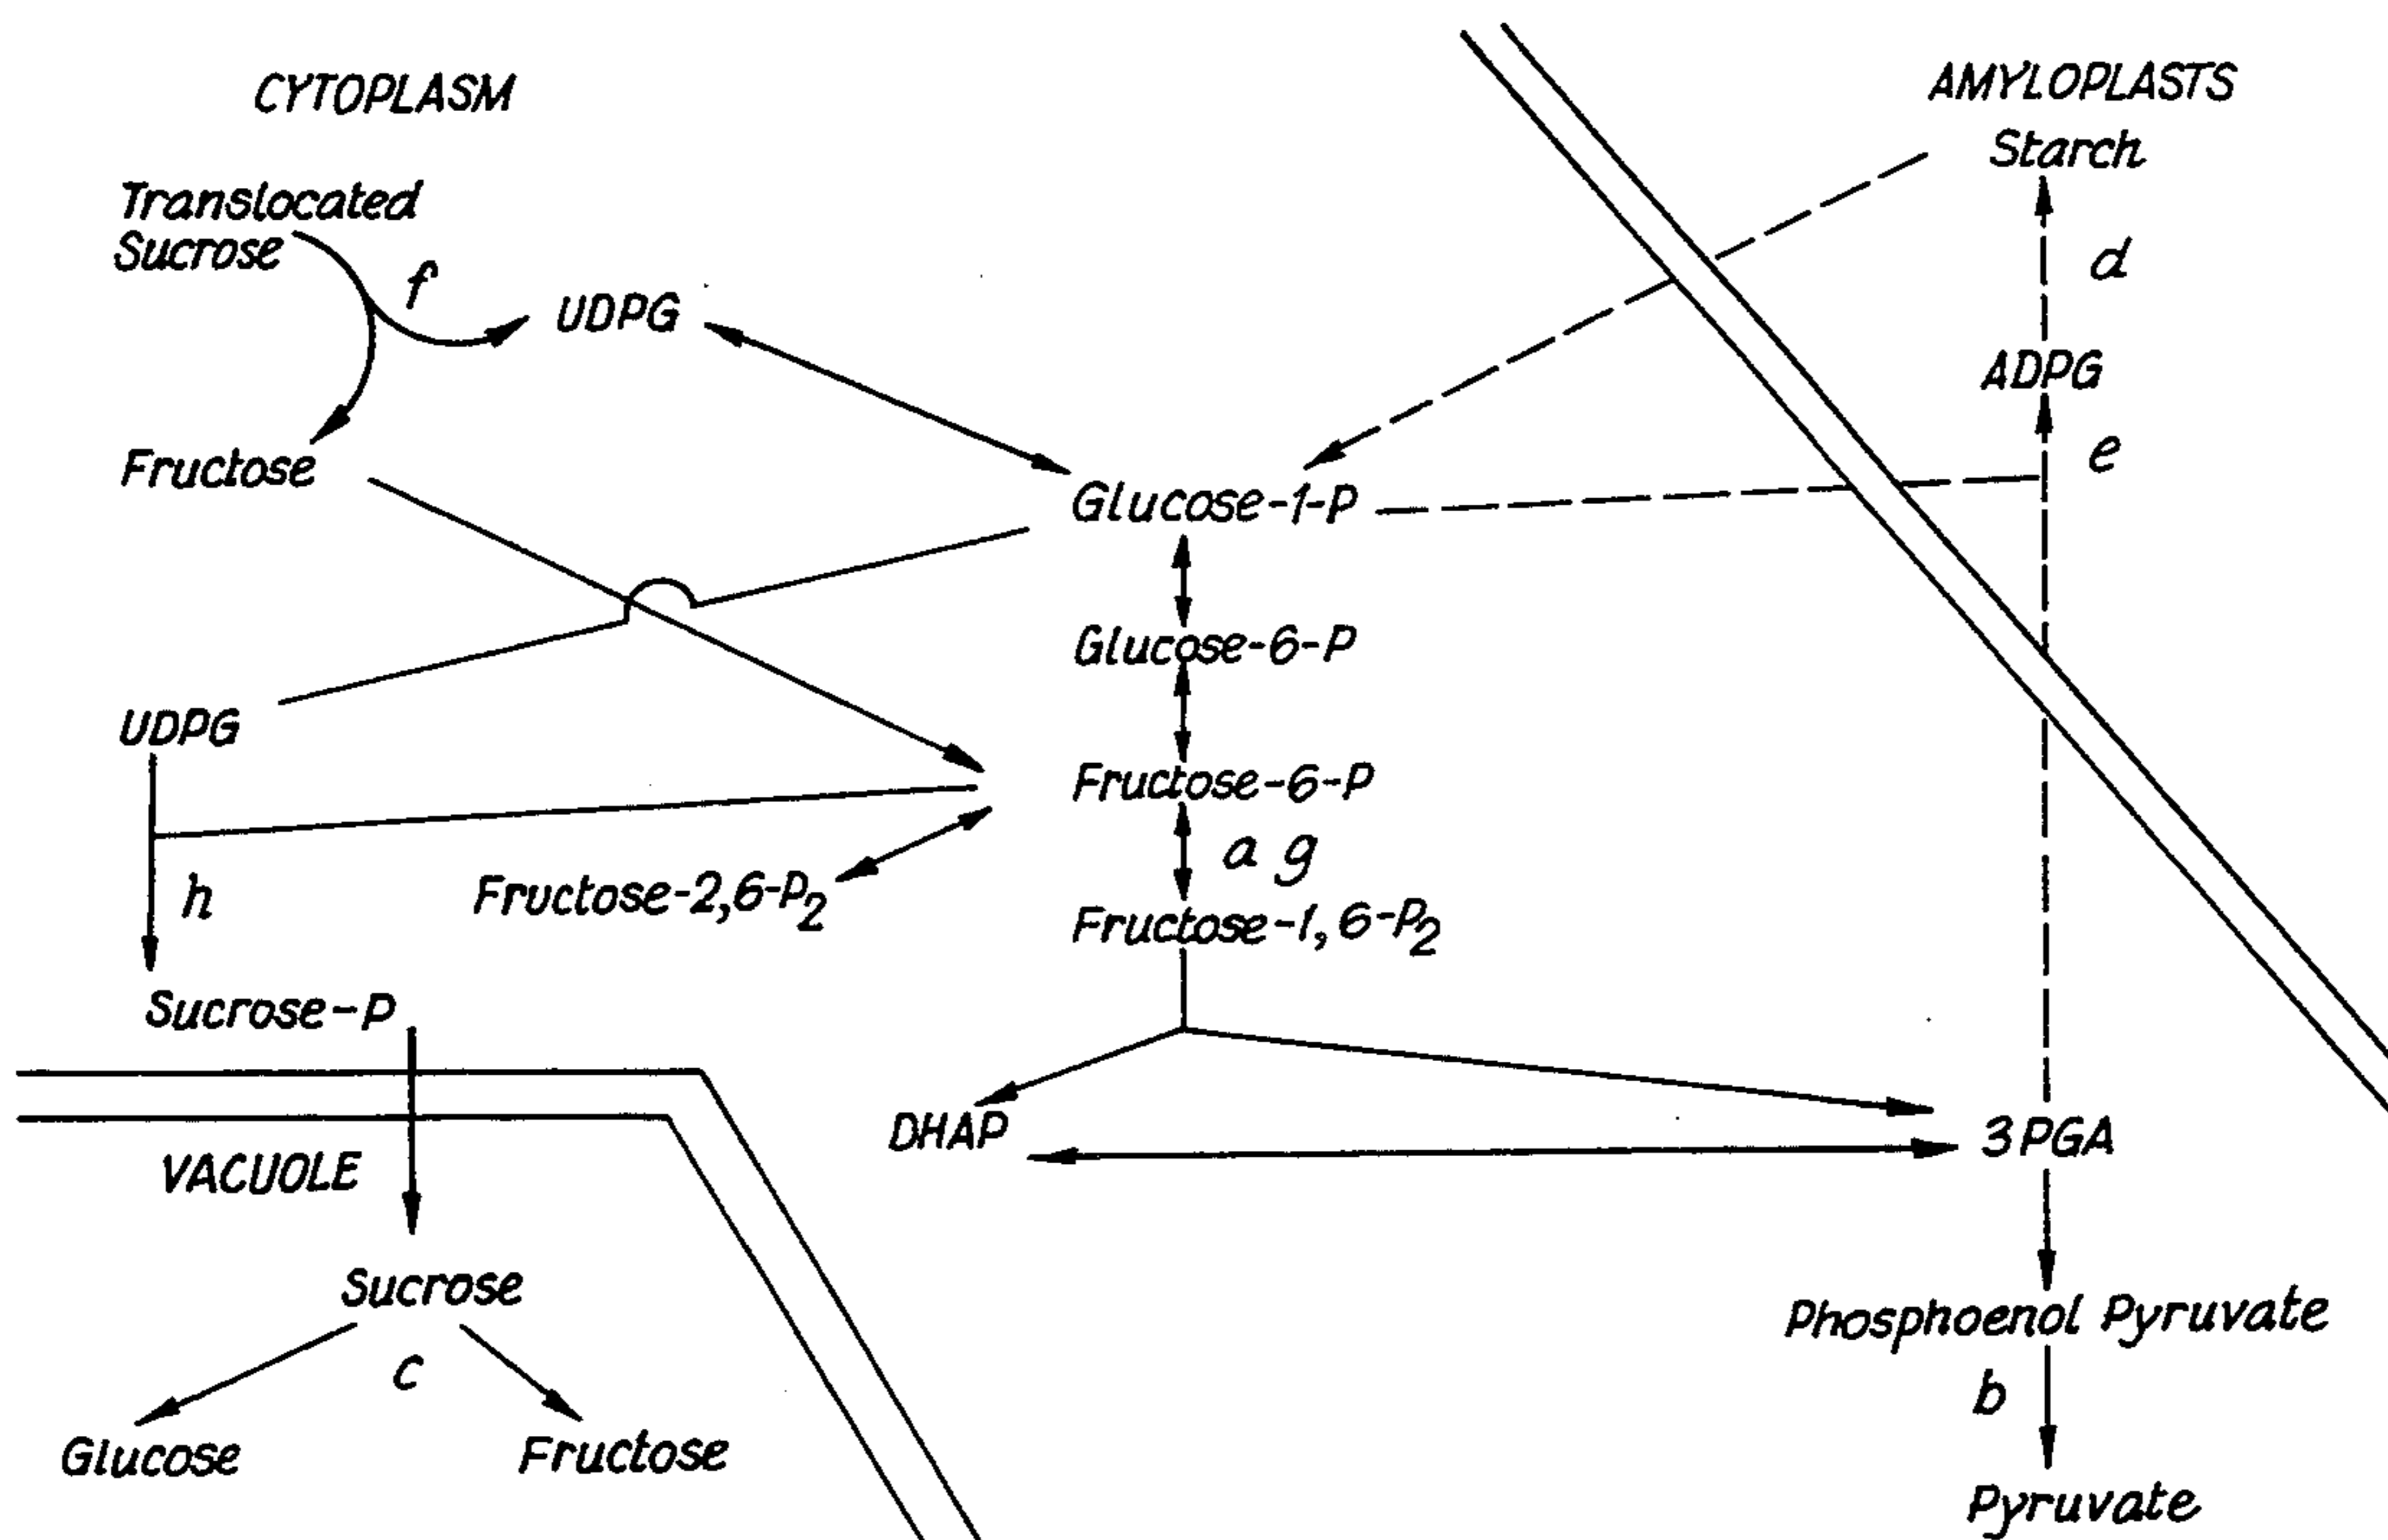 CYTOPLASM
AMYLOPLASTS
Starch
Translocated
Sucrose
f
UDPG
d
ADPG
e
Fructose
Glucose-1-P
Glucose-6-P
UDPG
Fructose-6-P
a g
h
Fructose-2,6-P2
Fructose-1,6-P2
Sucrose-P
DHAP
3PGA
VACUOLE
Sucrose
Phosphoenol Pyruvate
c
b
Glucose
Fructose
Pyruvate